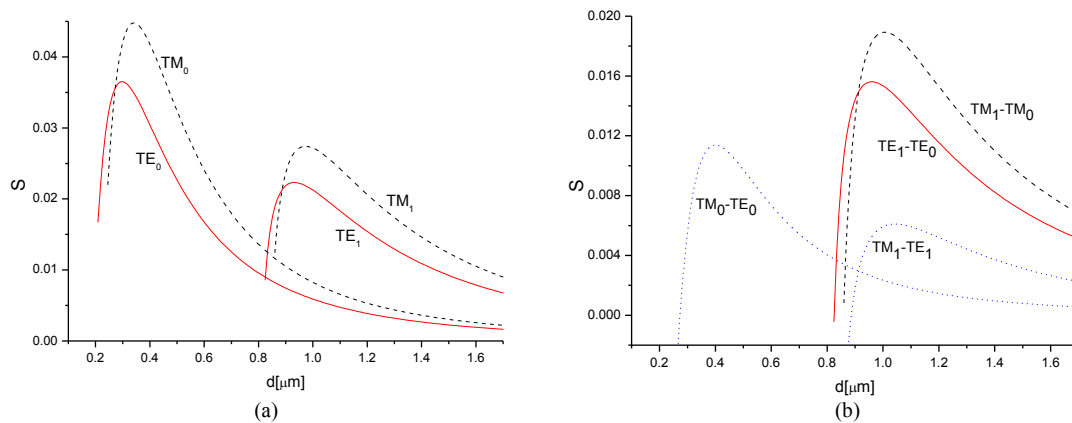 0.04
0.03
0.02
0.01
0.00
S
TM₀
TE₀
TM₁
TE₁
0.2 0.4 0.6 0.8 1.0 1.2 1.4 1.6
d[μm]
(a)
0.020
0.016
0.012
0.008
0.004
0.000
S
TM₁-TM₀
TE₁-TE₀
TM₀-TE₀
TM₁-TE₁
0.2 0.4 0.6 0.8 1.0 1.2 1.4 1.6
d[μm]
(b)